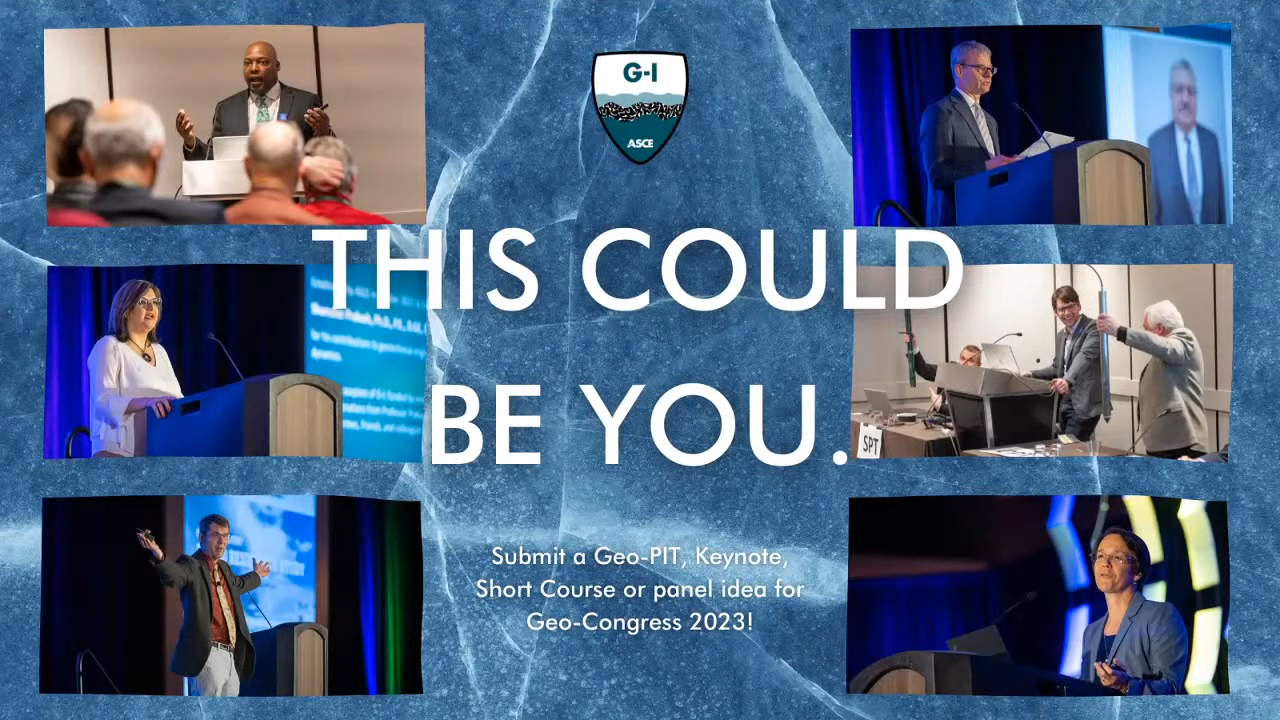 G-I
ASCE
THIS COULD
BE YOU.
SPT
Submit a Geo-PIT, Keynote,
Short Course or panel idea for
Geo-Congress 2023!